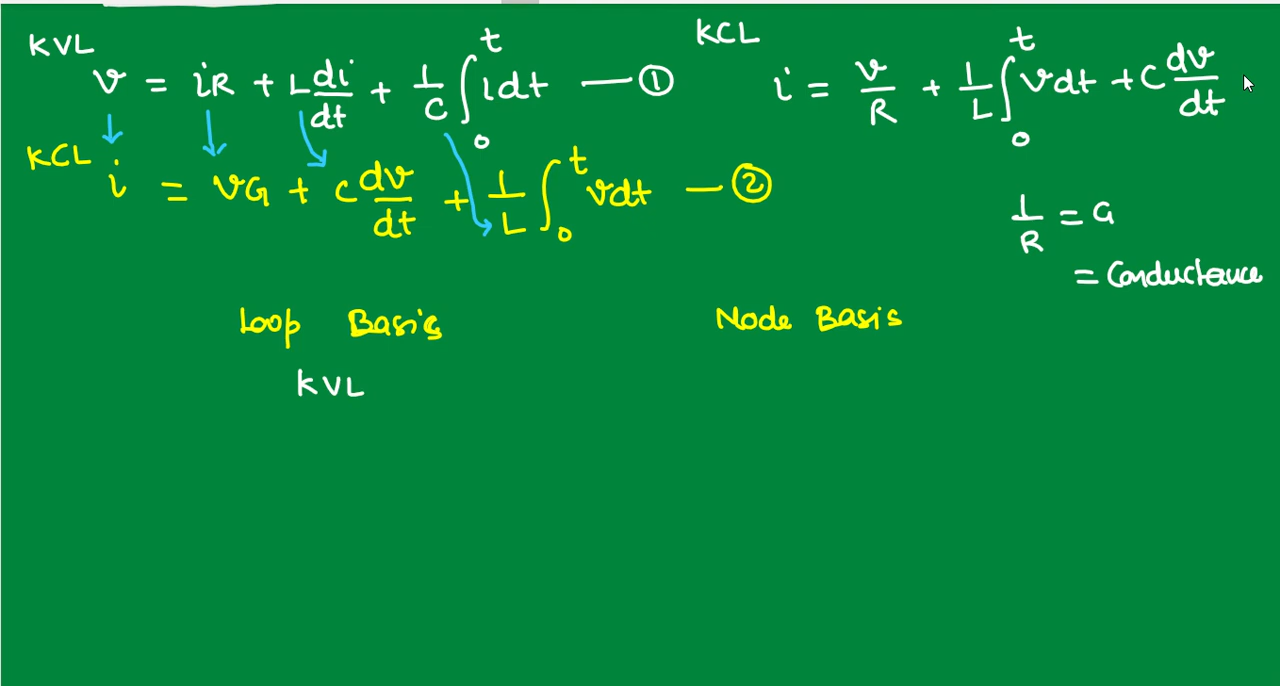 KVL
v = iR + L di/dt + 1/C ∫₀ᵗ i dt — ①
KCL
i = v/R + 1/L ∫₀ᵗ v dt + C dv/dt
KCL
i = vG + C dv/dt + 1/L ∫₀ᵗ v dt — ②
1/R = G
= Conductance
Loop Basis
Node Basis
KVL